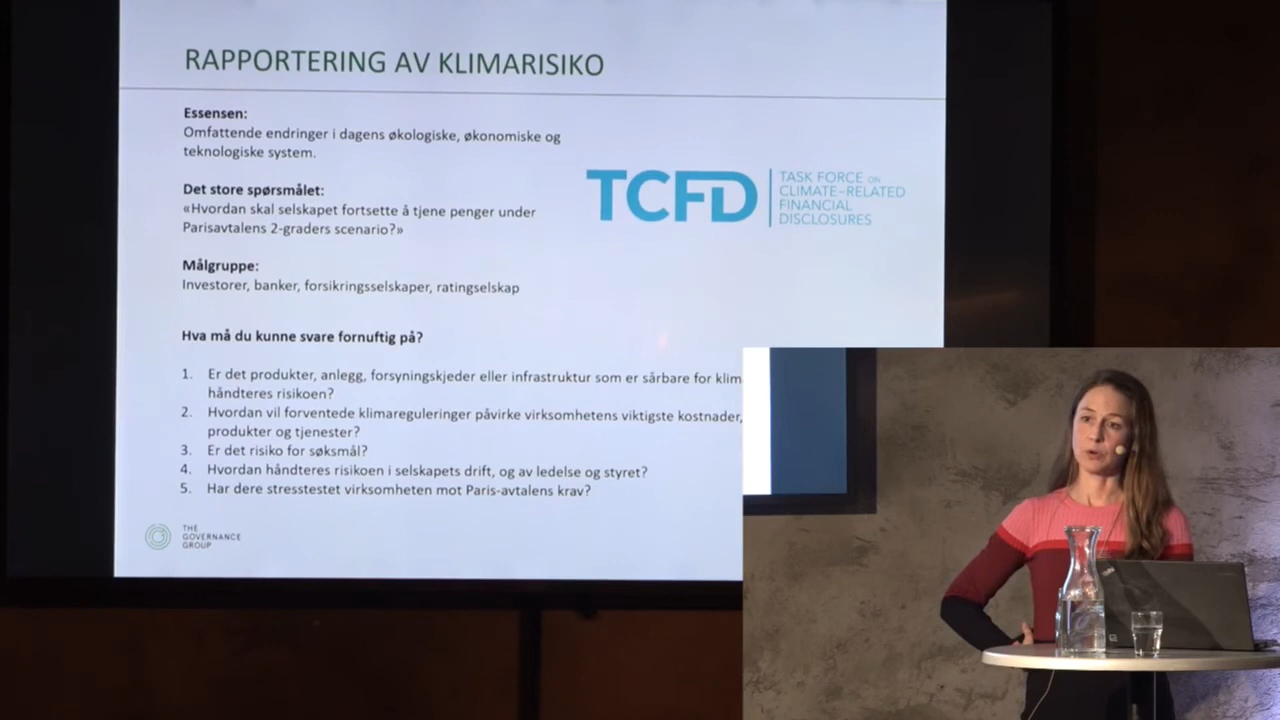 RAPPORTERING AV KLIMARISIKO
Essensen:
Omfattende endringer i dagens økologiske, økonomiske og
teknologiske system.
Det store spørsmålet:
«Hvordan skal selskapet fortsette å tjene penger under
Parisavtalens 2-graders scenario?»
TCFD
TASK FORCE ON
CLIMATE-RELATED
FINANCIAL
DISCLOSURES
Målgruppe:
Investorer, banker, forsikringsselskaper, ratingselskap
Hva må du kunne svare fornuftig på?
1. Er det produkter, anlegg, forsyningskjeder eller infrastruktur som er sårbare for klim
håndteres risikoen?
2. Hvordan vil forventede klimareguleringer påvirke virksomhetens viktigste kostnader,
produkter og tjenester?
3. Er det risiko for søksmål?
4. Hvordan håndteres risikoen i selskapets drift, og av ledelse og styret?
5. Har dere stresstestet virksomheten mot Paris-avtalens krav?
THE
GOVERNANCE
GROUP